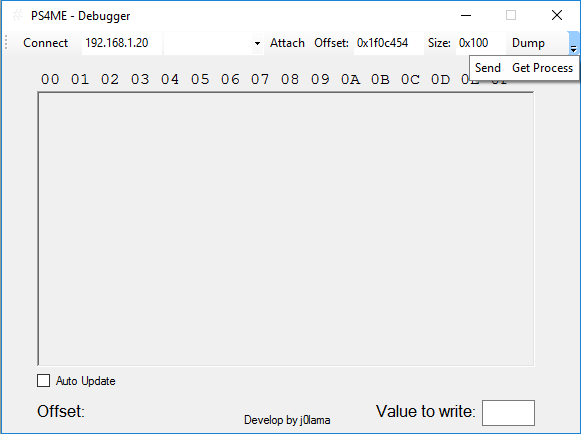 PS4ME - Debugger
Connect 192.168.1.20 Attach Offset: 0x1f0c454 Size: 0x100 Dump
Send Get Process
00 01 02 03 04 05 06 07 08 09 0A 0B 0C 0D 0E 0F
Auto Update
Offset:
Develop by j0lama
Value to write: